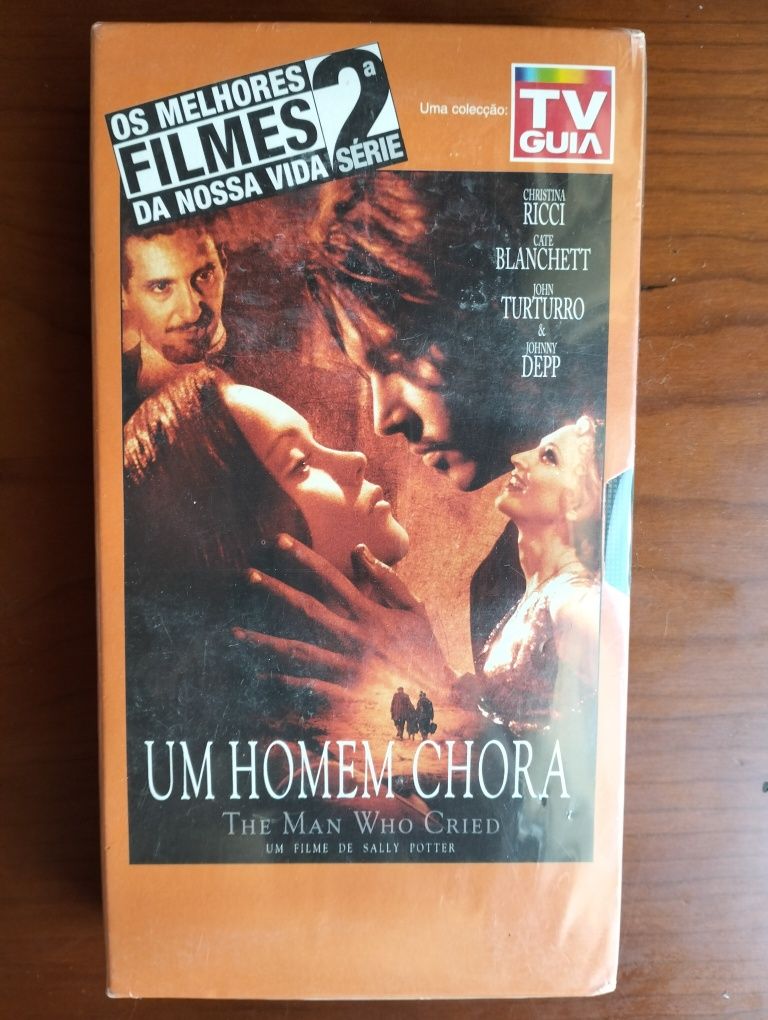 OS MELHORES
FILMES
DA NOSSA VIDA
2ª
SÉRIE
Uma colecção:
TV
GUIA
CHRISTINA
RICCI
CATE
BLANCHETT
JOHN
TURTURRO
&
JOHNNY
DEPP
UM HOMEM CHORA
THE MAN WHO CRIED
UM FILME DE SALLY POTTER